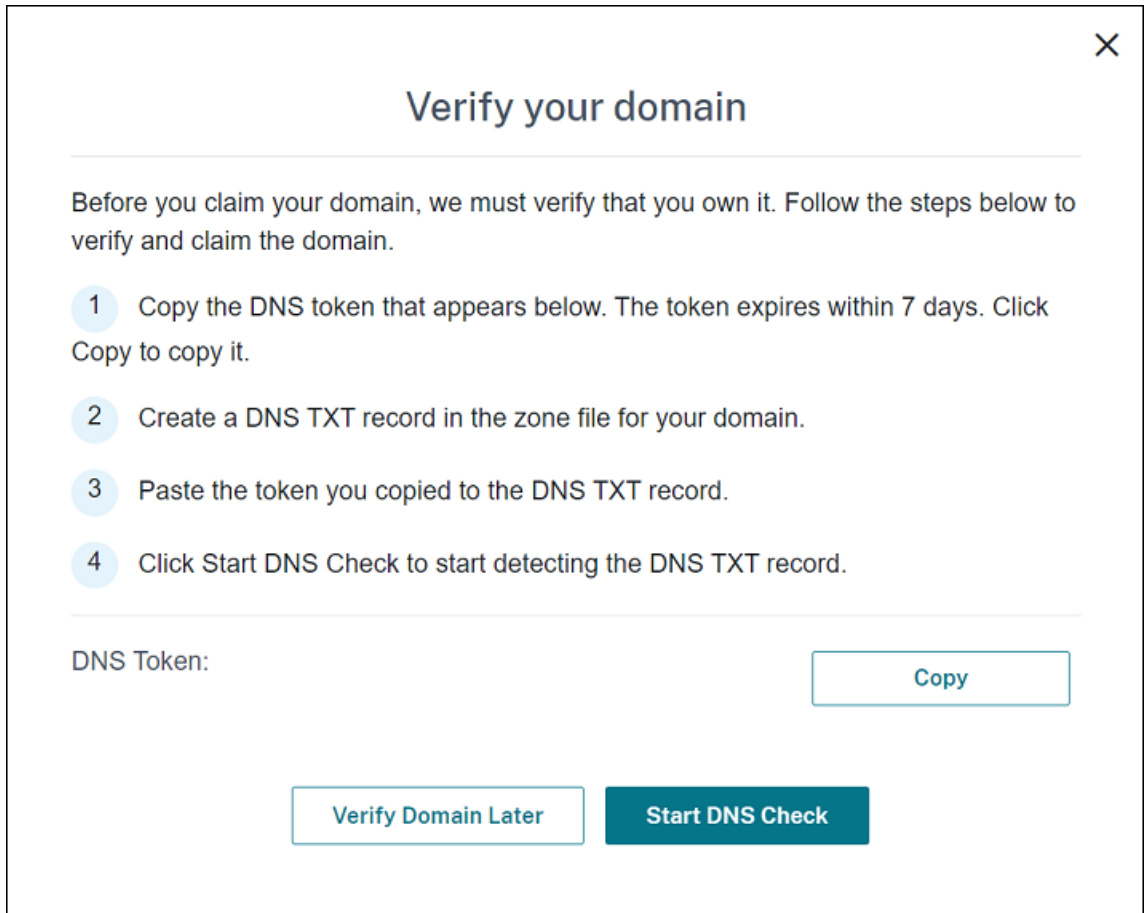 Verify your domain
Before you claim your domain, we must verify that you own it. Follow the steps below to
verify and claim the domain.
1 Copy the DNS token that appears below. The token expires within 7 days. Click
Copy to copy it.
2 Create a DNS TXT record in the zone file for your domain.
3 Paste the token you copied to the DNS TXT record.
4 Click Start DNS Check to start detecting the DNS TXT record.
DNS Token:
Copy
Verify Domain Later
Start DNS Check